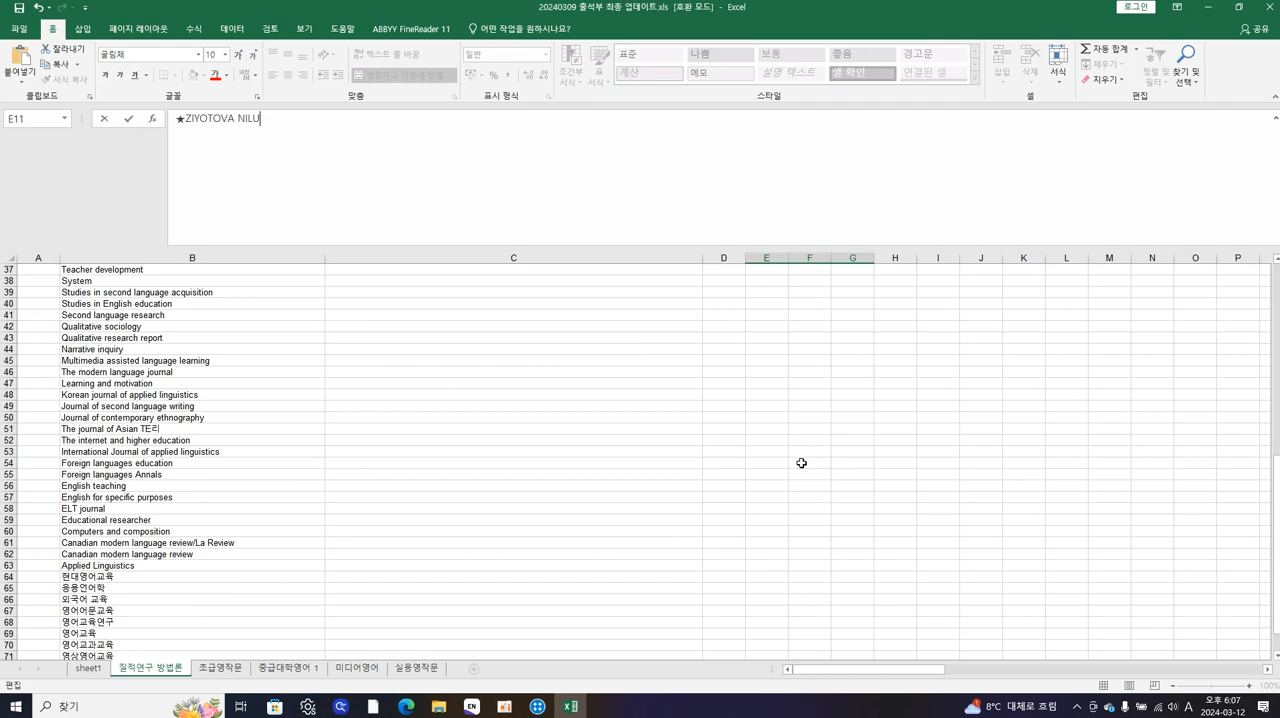 20240309 출석부 최종 업데이트.xls [호환 모드] - Excel
로그인
파일 홈 삽입 페이지 레이아웃 수식 데이터 검토 보기 도움말 ABBYY FineReader 11 어떤 작업을 원하시나요? 공유
붙여넣기 잘라내기 복사 서식 복사
굴림체 10 가 가 가 가
텍스트 줄 바꿈
일반
조건부 서식 표 서식
표준 나쁨 보통 좋음 경고문
계산 메모 설명 텍스트 셀 확인 연결된 셀
삽입 삭제 서식
자동 합계 채우기 지우기
정렬 및 필터 찾기 및 선택
클립보드 글꼴 맞춤 표시 형식 스타일 셀 편집
E11 fx ★ZIYOTOVA NILU
A B C D E F G H I J K L M N O P
37 Teacher development
38 System
39 Studies in second language acquisition
40 Studies in English education
41 Second language research
42 Qualitative sociology
43 Qualitative research report
44 Narrative inquiry
45 Multimedia assisted language learning
46 The modern language journal
47 Learning and motivation
48 Korean journal of applied linguistics
49 Journal of second language writing
50 Journal of contemporary ethnography
51 The journal of Asian TE리
52 The internet and higher education
53 International Journal of applied linguistics
54 Foreign languages education
55 Foreign languages Annals
56 English teaching
57 English for specific purposes
58 ELT journal
59 Educational researcher
60 Computers and composition
61 Canadian modern language review/La Review
62 Canadian modern language review
63 Applied Linguistics
64 현대영어교육
65 응용언어학
66 외국어 교육
67 영어어문교육
68 영어교육연구
69 영어교육
70 영어교과교육
71 영상영어교육
sheet1 질적연구 방법론 초급영작문 중급대학영어 1 미디어영어 실용영작문
편집 100%
찾기 EN 8°C 대체로 흐림 A 오후 6:07
2024-03-12